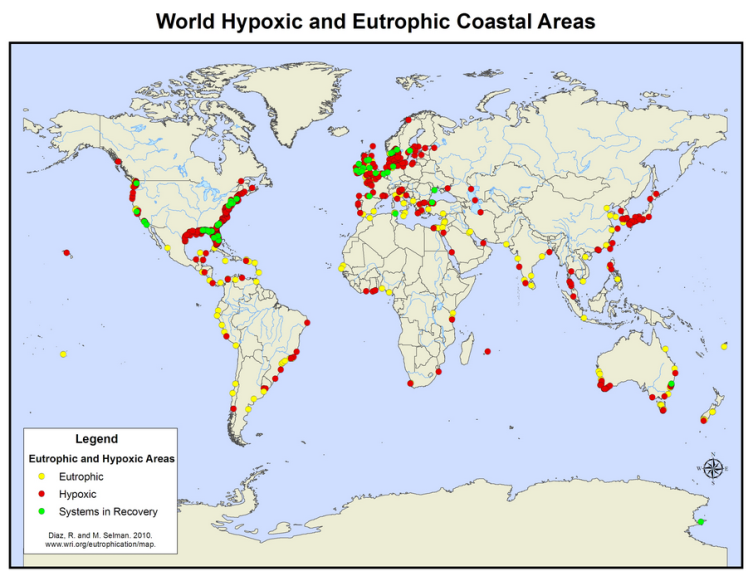 World Hypoxic and Eutrophic Coastal Areas
N
W E
S
Legend
Eutrophic and Hypoxic Areas
Eutrophic
Hypoxic
Systems in Recovery
Diaz, R. and M. Selman. 2010.
www.wri.org/eutrophication/map.